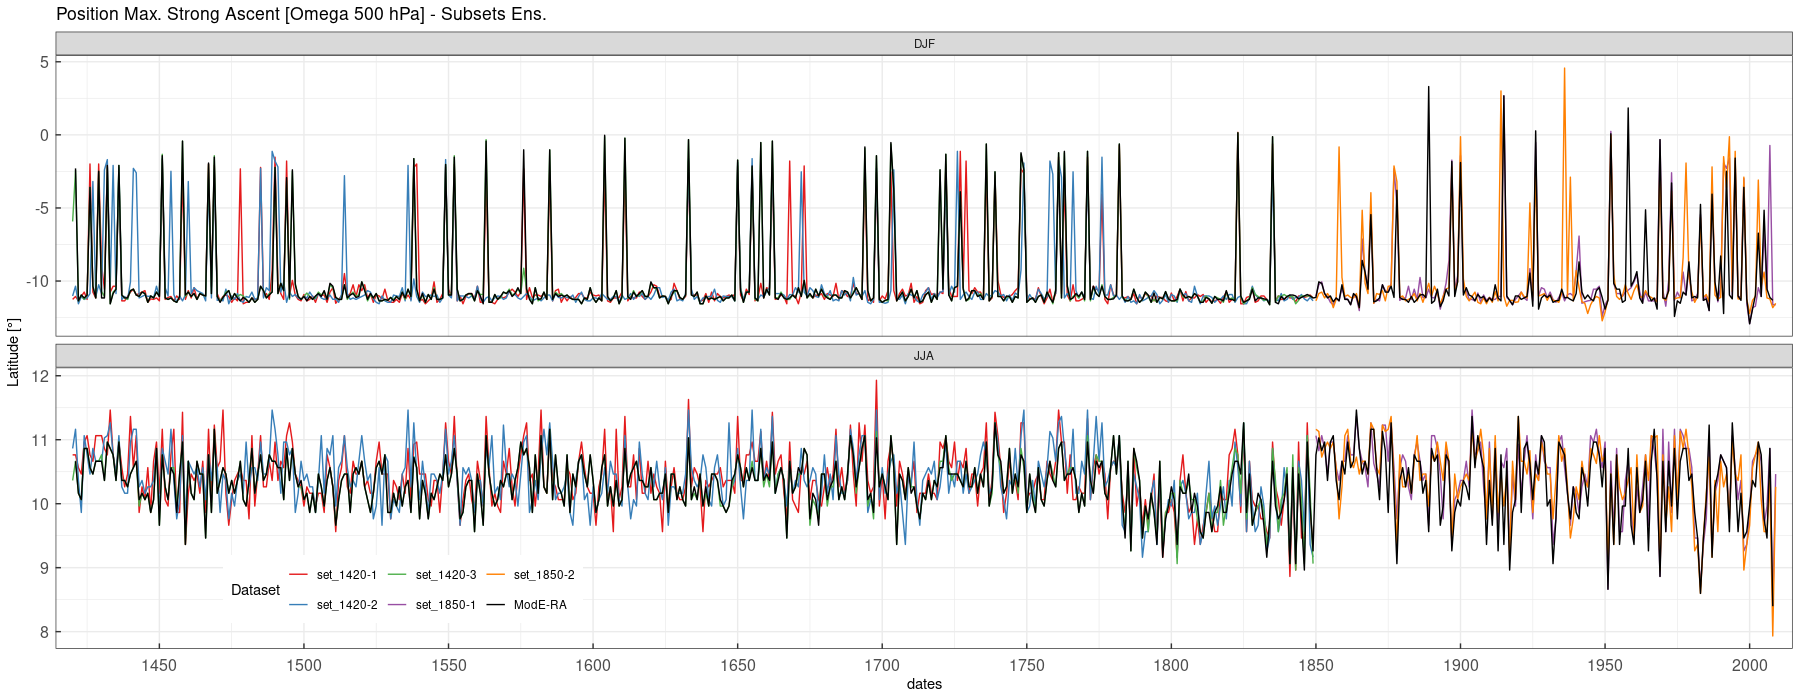 Position Max. Strong Ascent [Omega 500 hPa] - Subsets Ens.
DJF
5
0
-5
-10
Latitude [°]
JJA
12
11
10
9
8
Dataset
set_1420-1
set_1420-3
set_1850-2
set_1420-2
set_1850-1
ModE-RA
1450 1500 1550 1600 1650 1700 1750 1800 1850 1900 1950 2000
dates